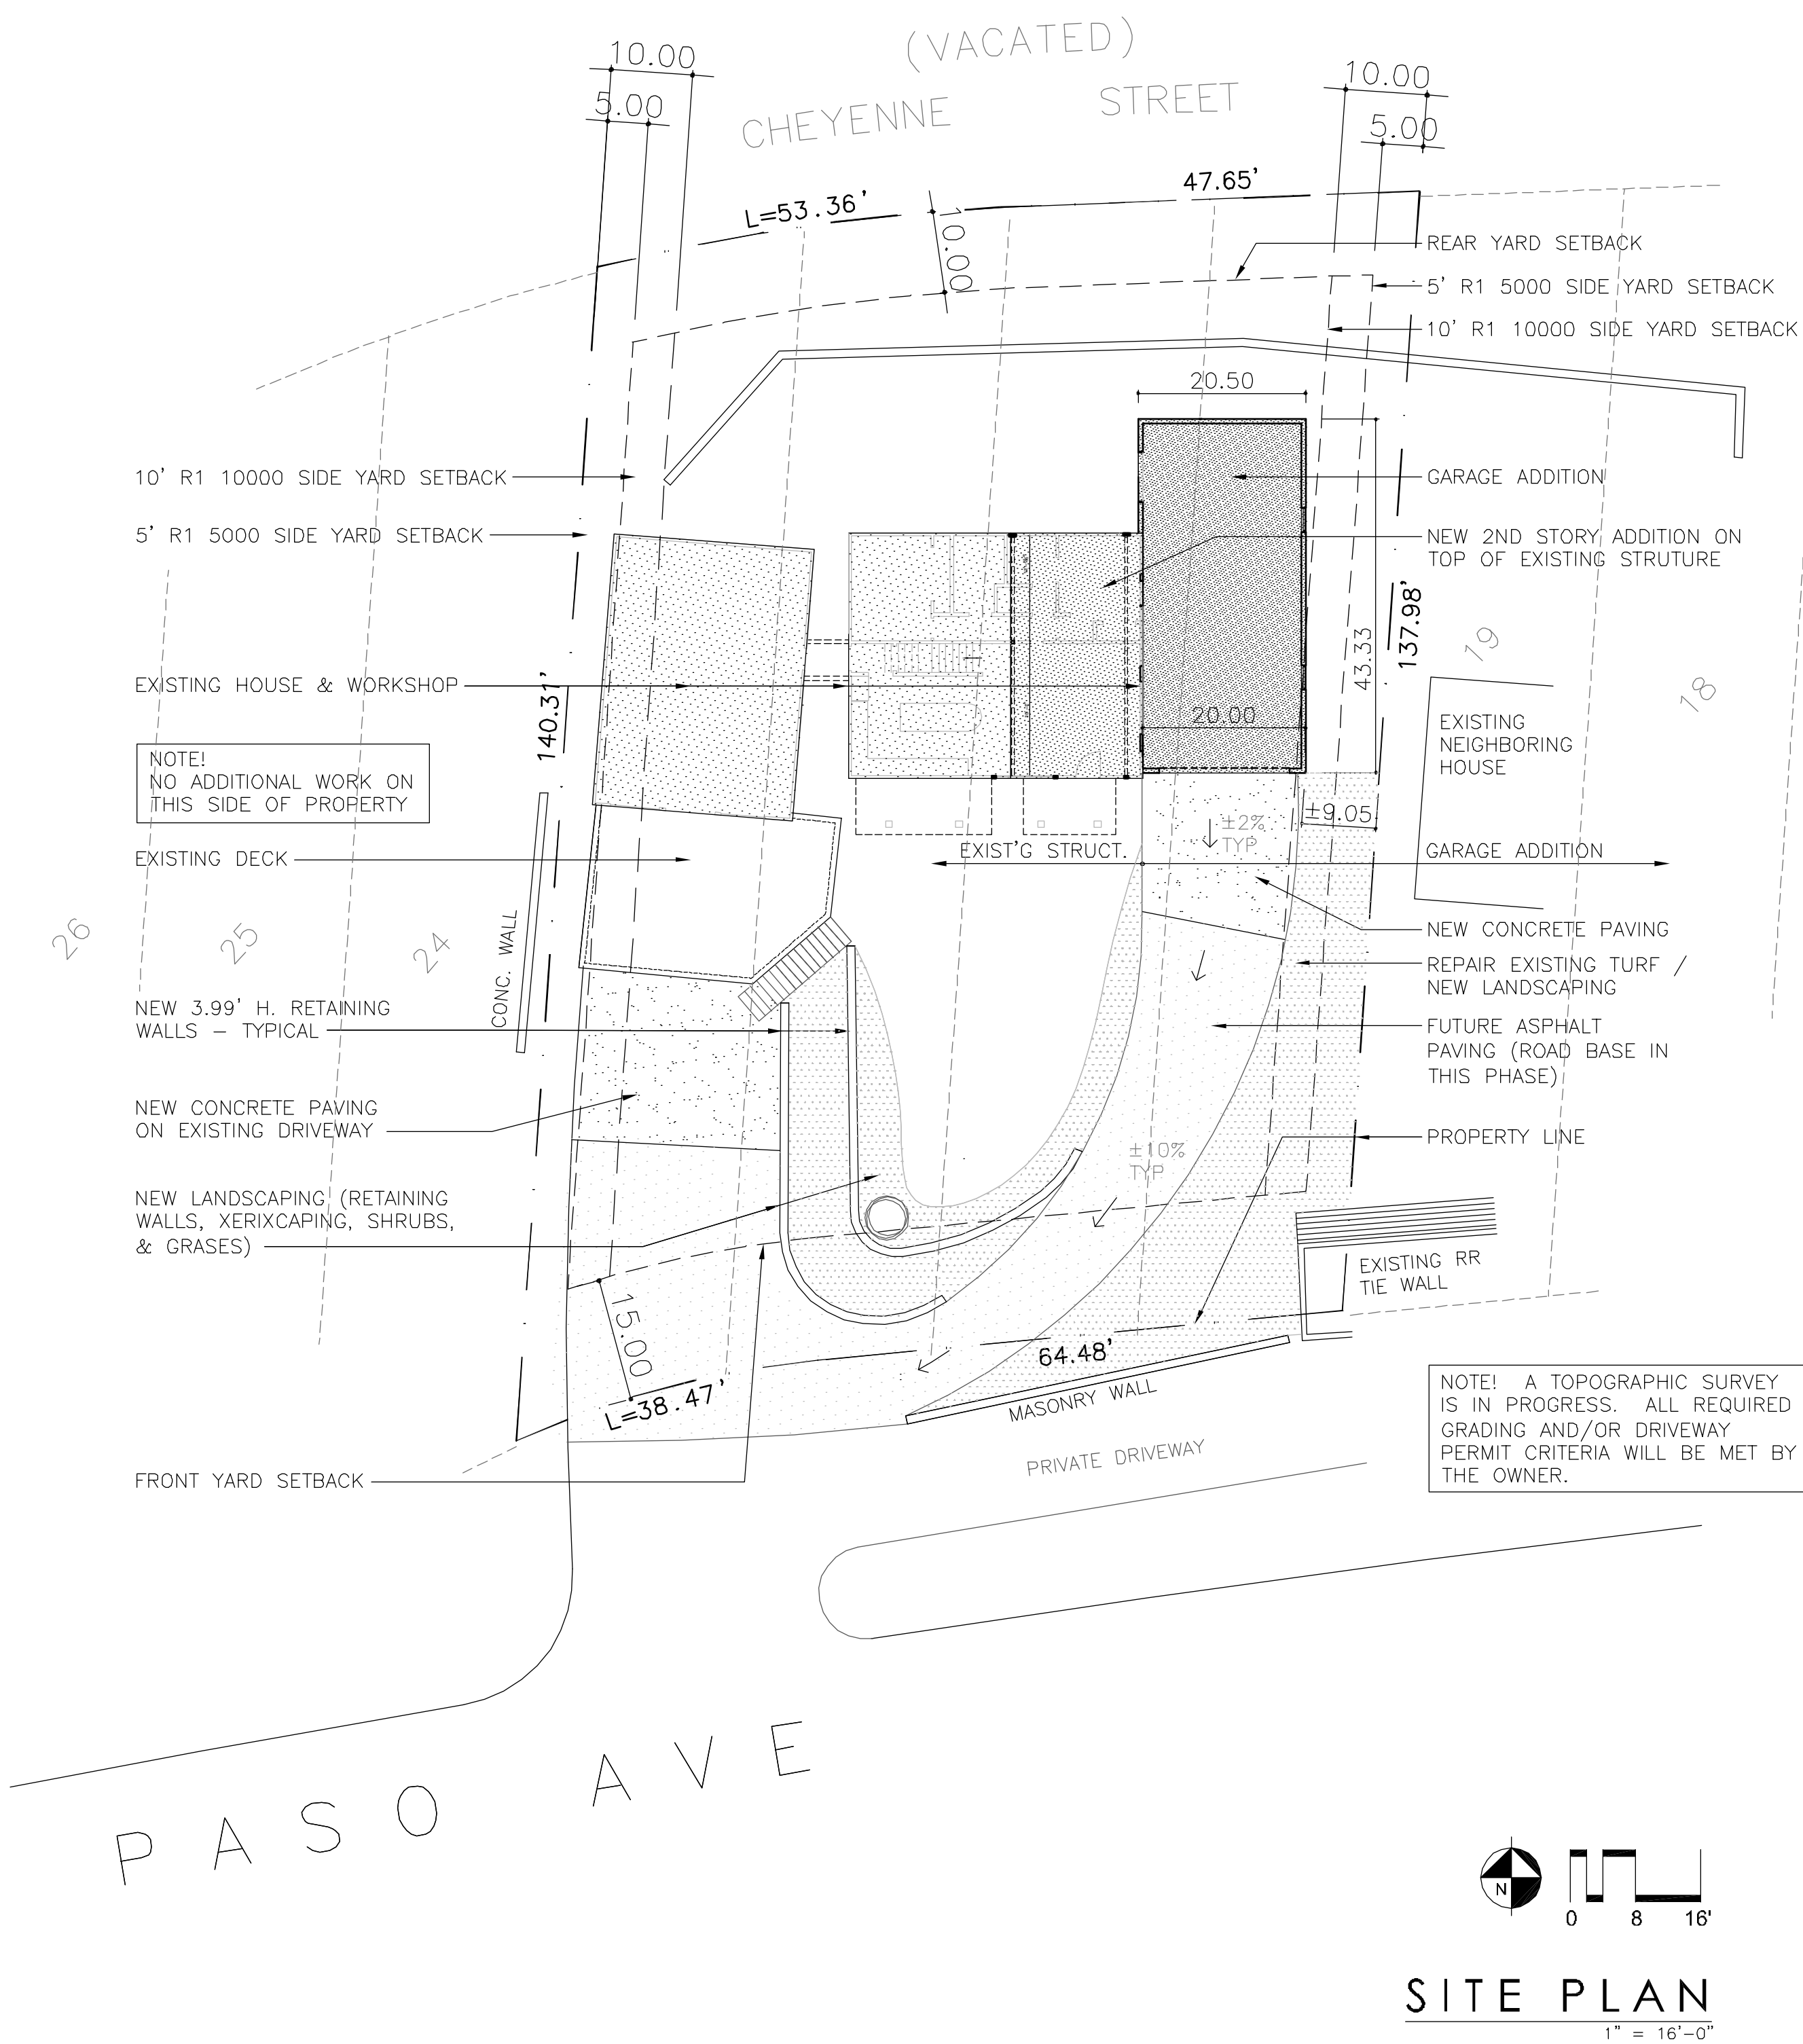 (VACATED)
CHEYENNE STREET
10.00
5.00
10.00
5.00
L=53.36'
47.65'
10.00
REAR YARD SETBACK
5' R1 5000 SIDE YARD SETBACK
10' R1 10000 SIDE YARD SETBACK
20.50
10' R1 10000 SIDE YARD SETBACK
GARAGE ADDITION
5' R1 5000 SIDE YARD SETBACK
NEW 2ND STORY ADDITION ON
TOP OF EXISTING STRUTURE
137.98'
43.33
19
18
EXISTING HOUSE & WORKSHOP
140.31'
20.00
EXISTING
NEIGHBORING
HOUSE
NOTE!
NO ADDITIONAL WORK ON
THIS SIDE OF PROPERTY
±2%
TYP
±9.05
EXISTING DECK
EXIST'G STRUCT.
GARAGE ADDITION
26
25
24
CONC. WALL
NEW CONCRETE PAVING
REPAIR EXISTING TURF /
NEW LANDSCAPING
NEW 3.99' H. RETAINING
WALLS – TYPICAL
FUTURE ASPHALT
PAVING (ROAD BASE IN
THIS PHASE)
NEW CONCRETE PAVING
ON EXISTING DRIVEWAY
PROPERTY LINE
±10%
TYP
NEW LANDSCAPING (RETAINING
WALLS, XERIXCAPING, SHRUBS,
& GRASES)
EXISTING RR
TIE WALL
15.00
64.48'
L=38.47'
MASONRY WALL
NOTE! A TOPOGRAPHIC SURVEY
IS IN PROGRESS. ALL REQUIRED
GRADING AND/OR DRIVEWAY
PERMIT CRITERIA WILL BE MET BY
THE OWNER.
PRIVATE DRIVEWAY
FRONT YARD SETBACK
PASO AVE
N
0 8 16'
SITE PLAN
1" = 16'-0"